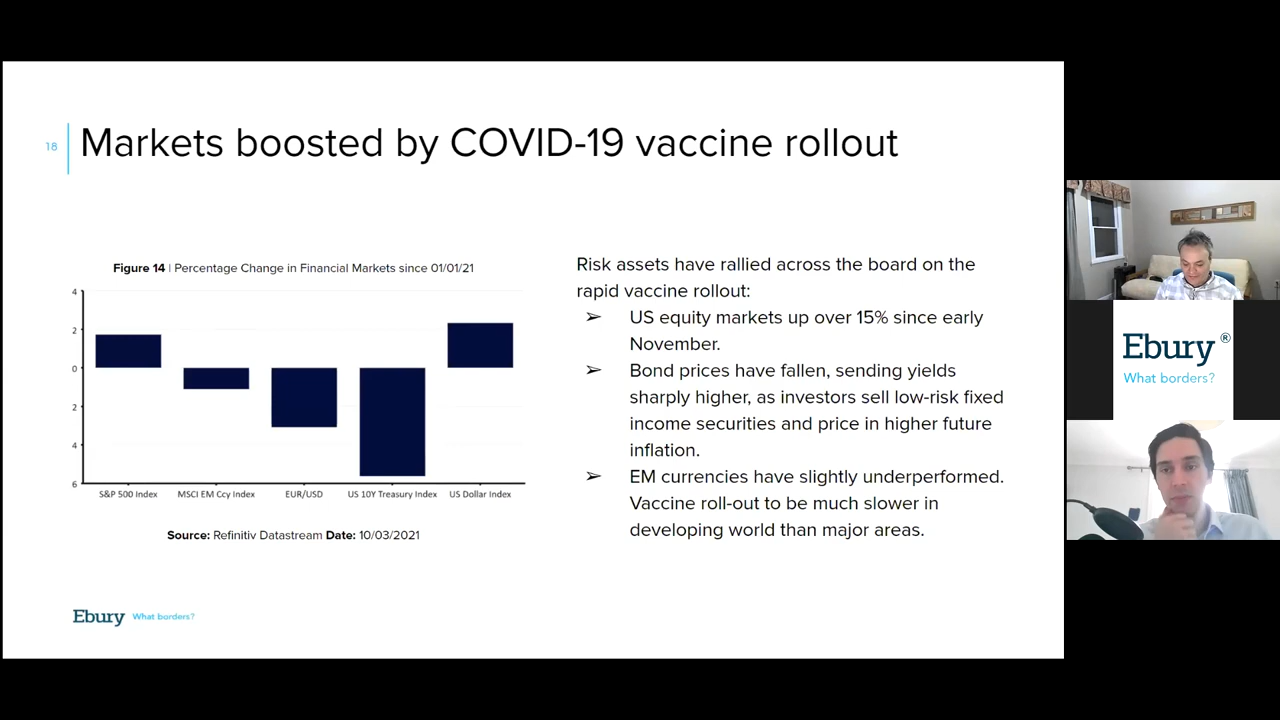 18
Markets boosted by COVID-19 vaccine rollout
Figure 14 | Percentage Change in Financial Markets since 01/01/21
4
2
0
2
4
6
S&P 500 Index
MSCI EM Ccy Index
EUR/USD
US 10Y Treasury Index
US Dollar Index
Source: Refinitiv Datastream Date: 10/03/2021
Risk assets have rallied across the board on the
rapid vaccine rollout:
➢ US equity markets up over 15% since early
November.
➢ Bond prices have fallen, sending yields
sharply higher, as investors sell low-risk fixed
income securities and price in higher future
inflation.
➢ EM currencies have slightly underperformed.
Vaccine roll-out to be much slower in
developing world than major areas.
Ebury What borders?
Ebury ®
What borders?